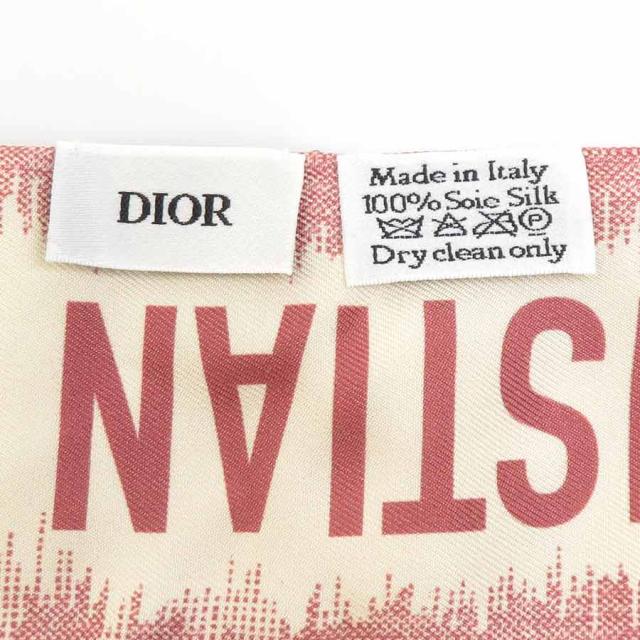 DIOR
Made in Italy
100% Soie Silk
Dry clean only
STIAN